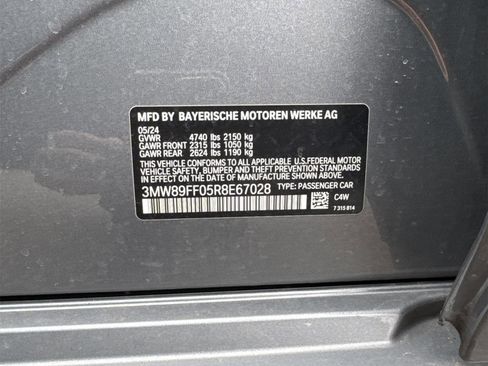 MFD BY BAYERISCHE MOTOREN WERKE AG
05/24
GVWR 4740 lbs 2150 kg
GAWR FRONT 2315 lbs 1050 kg
GAWR REAR 2624 lbs 1190 kg
THIS VEHICLE CONFORMS TO ALL APPLICABLE U.S.FEDERAL MOTOR
VEHICLE SAFETY, BUMPER AND THEFT PREVENTION STANDARDS IN
EFFECT ON THE DATE OF MANUFACTURE SHOWN ABOVE.
3MW89FF05R8E67028 TYPE: PASSENGER CAR
C4W
7 315 814